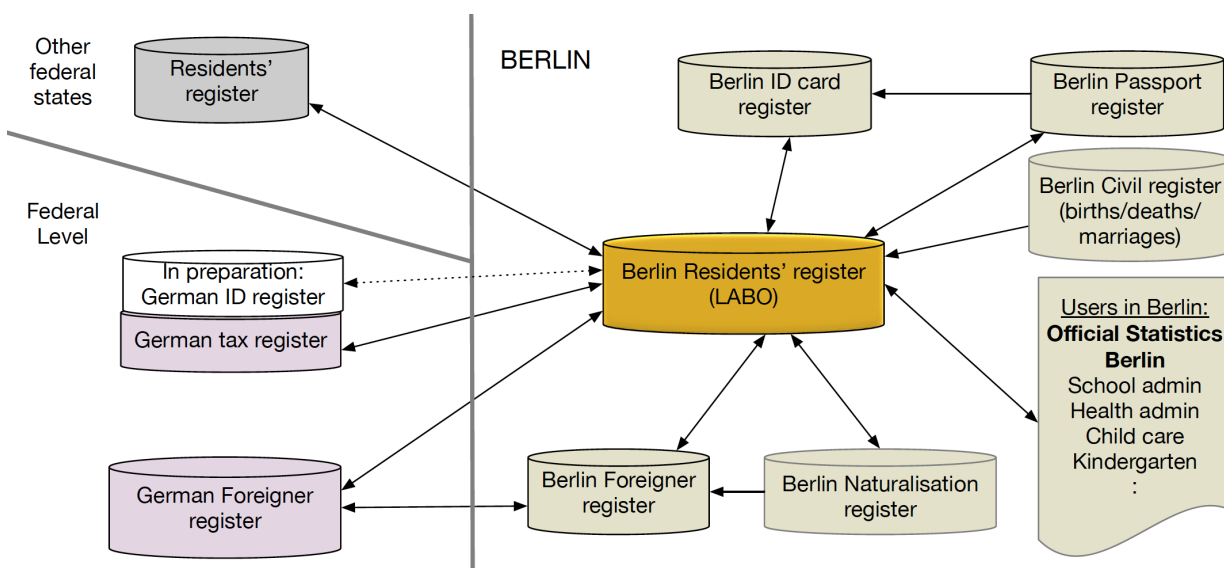 Other
federal
states
Residents’
register
BERLIN
Berlin ID card
register
Berlin Passport
register
Berlin Civil register
(births/deaths/
marriages)
Federal
Level
In preparation:
German ID register
German tax register
Berlin Residents’ register
(LABO)
Users in Berlin:
Official Statistics
Berlin
School admin
Health admin
Child care
Kindergarten
:
German Foreigner
register
Berlin Foreigner
register
Berlin Naturalisation
register